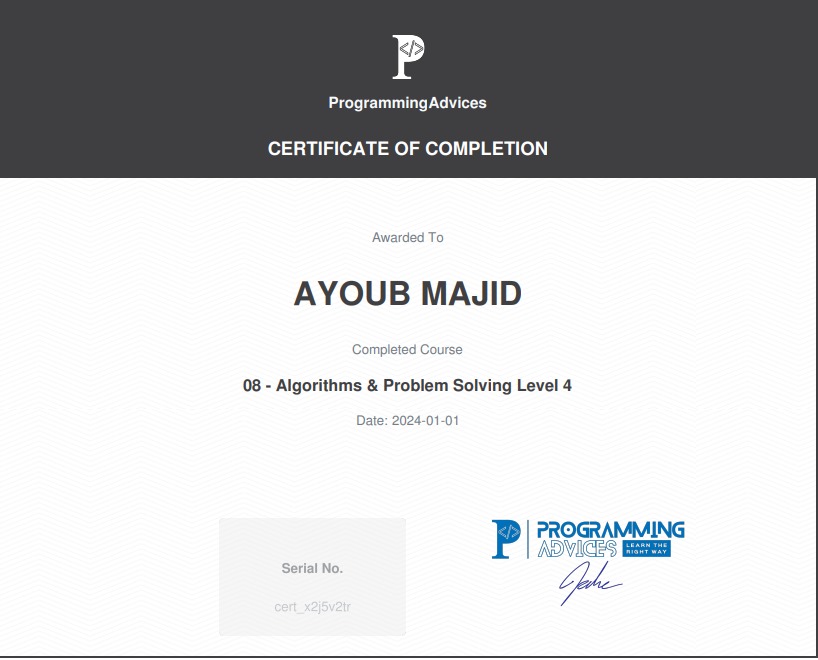 ProgrammingAdvices
CERTIFICATE OF COMPLETION
Awarded To
AYOUB MAJID
Completed Course
08 - Algorithms & Problem Solving Level 4
Date: 2024-01-01
Serial No.
cert_x2j5v2tr
P </> PROGRAMMING
ADVICES LEARN THE
RIGHT WAY